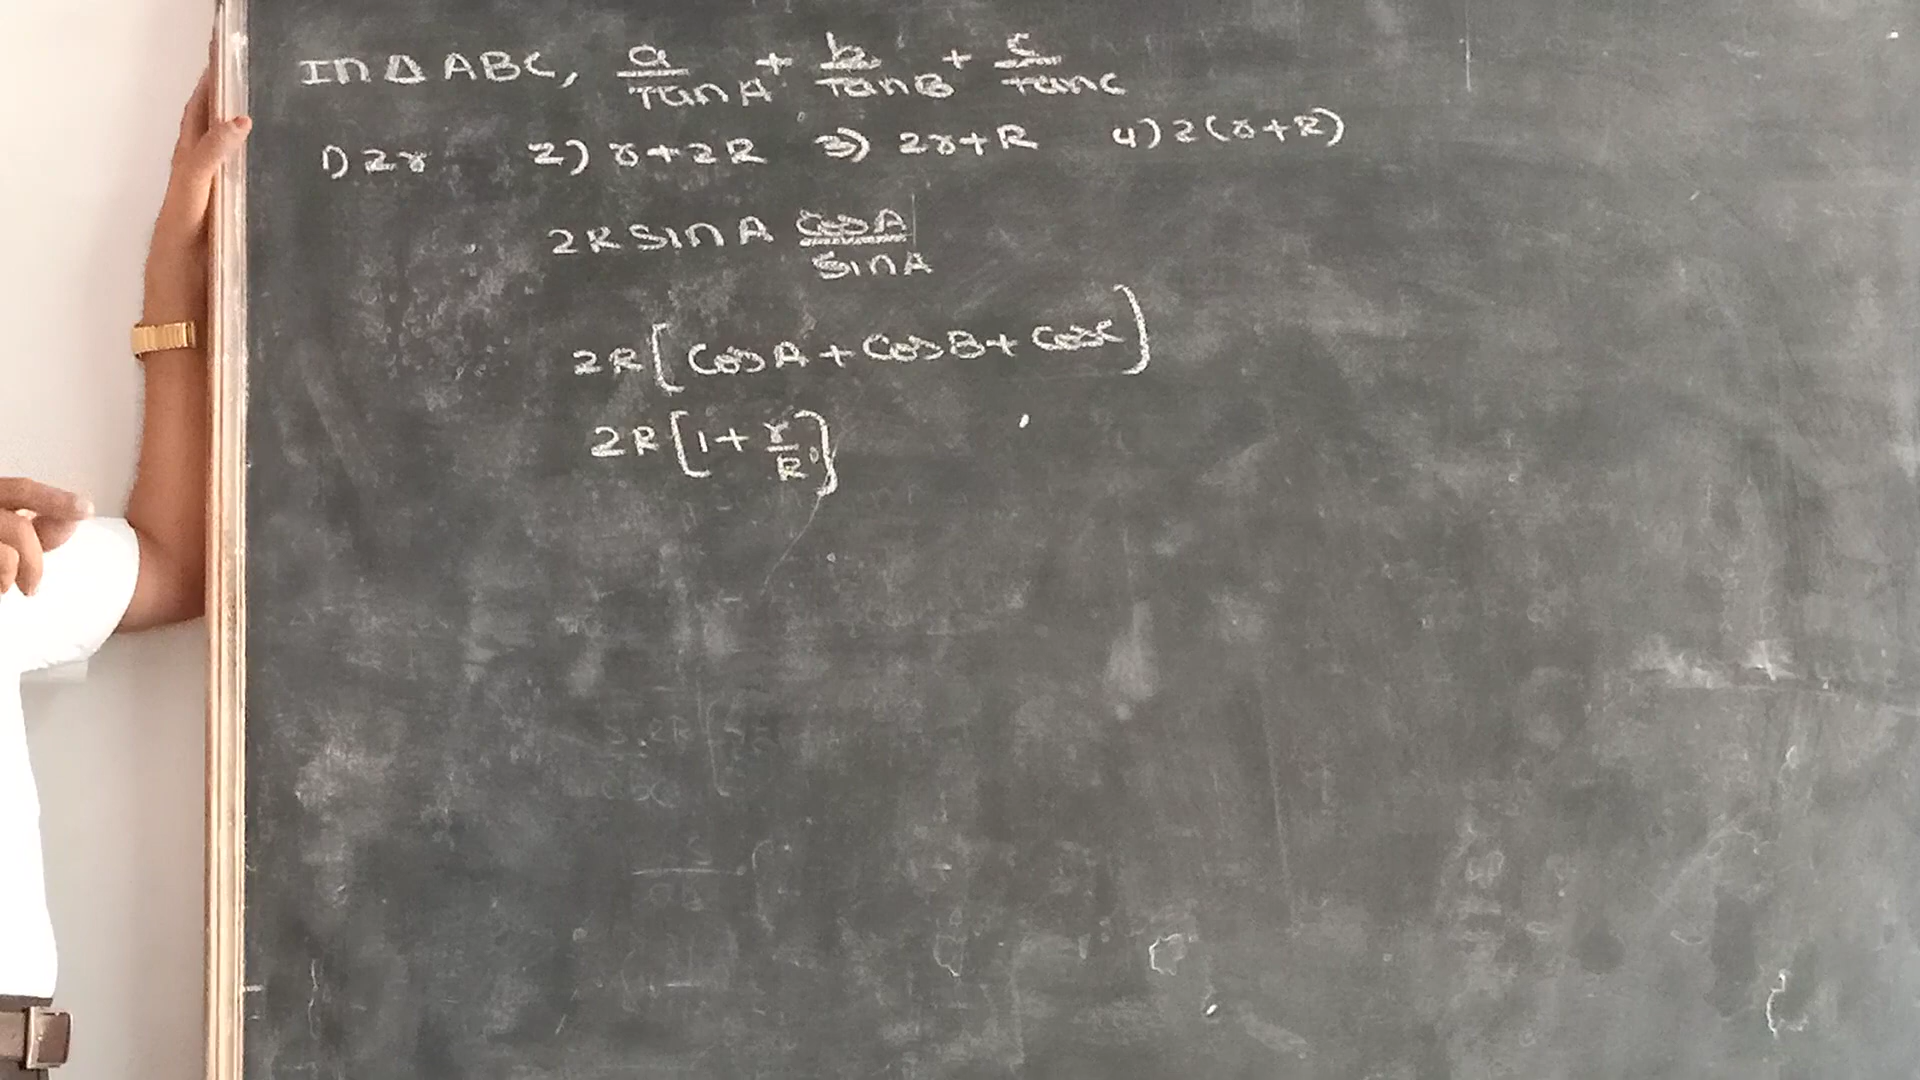 In Δ ABC, a/TanA + b/TanB + c/TanC
1) 2r 2) r+2R 3) 2r+R 4) 2(r+R)
2R SinA CosA/SinA
2R[CosA+CosB+CosC]
2R[1+r/R]